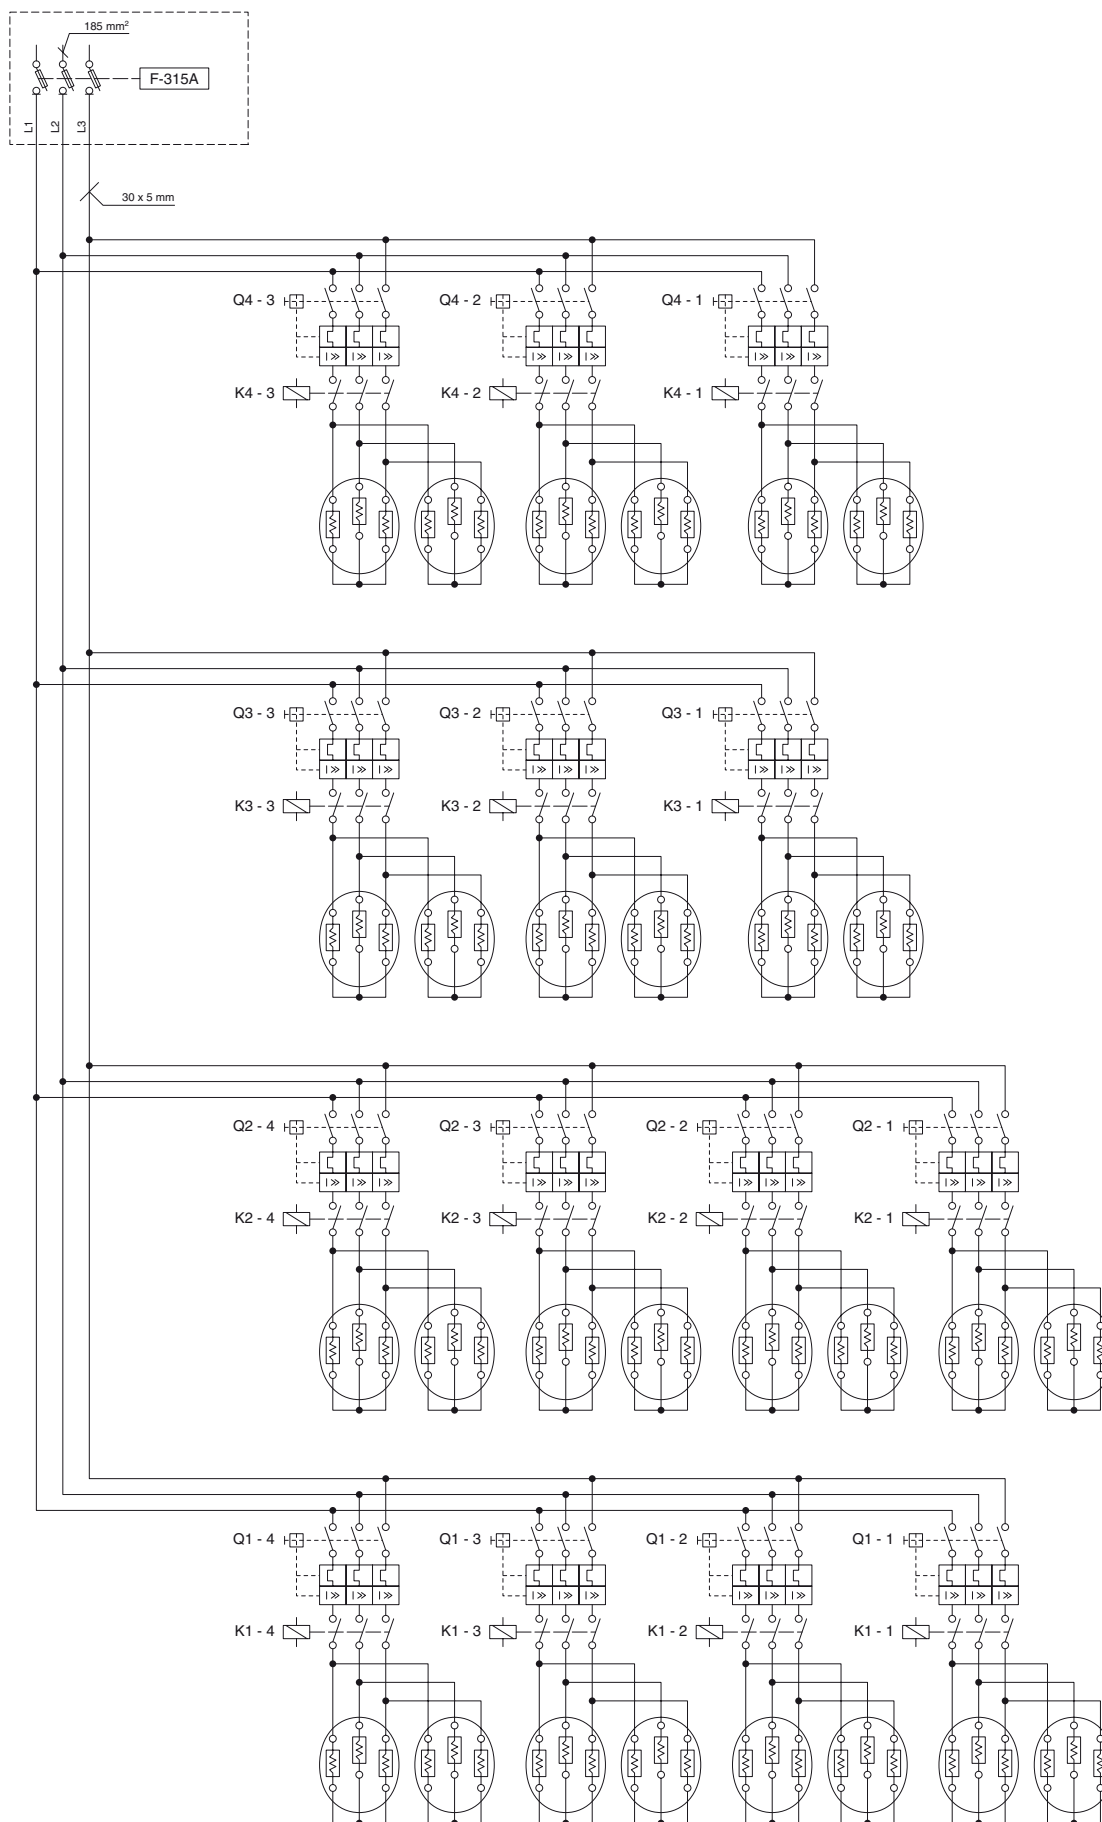 185 mm²
F-315A
L1
L2
L3
30 x 5 mm
Q4 - 3
Q4 - 2
Q4 - 1
I>> I>> I>>
I>> I>> I>>
I>> I>> I>>
K4 - 3
K4 - 2
K4 - 1
Q3 - 3
Q3 - 2
Q3 - 1
I>> I>> I>>
I>> I>> I>>
I>> I>> I>>
K3 - 3
K3 - 2
K3 - 1
Q2 - 4
Q2 - 3
Q2 - 2
Q2 - 1
I>> I>> I>>
I>> I>> I>>
I>> I>> I>>
I>> I>> I>>
K2 - 4
K2 - 3
K2 - 2
K2 - 1
Q1 - 4
Q1 - 3
Q1 - 2
Q1 - 1
I>> I>> I>>
I>> I>> I>>
I>> I>> I>>
I>> I>> I>>
K1 - 4
K1 - 3
K1 - 2
K1 - 1